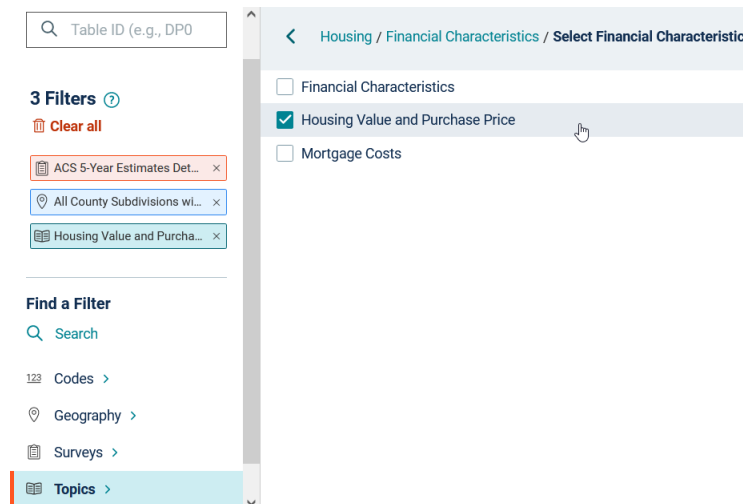 Table ID (e.g., DP0
3 Filters ?
Clear all
ACS 5-Year Estimates Det... ×
All County Subdivisions wi... ×
Housing Value and Purcha... ×
Find a Filter
Search
123 Codes >
Geography >
Surveys >
Topics >
Housing / Financial Characteristics / Select Financial Characteristic
Financial Characteristics
Housing Value and Purchase Price
Mortgage Costs